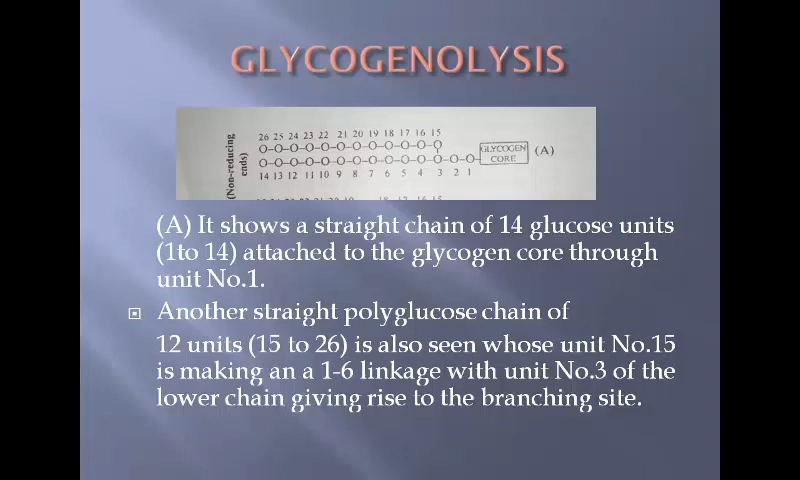 GLYCOGENOLYSIS
(Non-reducing
ends)
26 25 24 23 22 21 20 19 18 17 16 15
O-O-O-O-O-O-O-O-O-O-O-O
O-O-O-O-O-O-O-O-O-O-O-O-O-O
14 13 12 11 10 9 8 7 6 5 4 3 2 1
GLYCOGEN
CORE
(A)
(A) It shows a straight chain of 14 glucose units
(1to 14) attached to the glycogen core through
unit No.1.
Another straight polyglucose chain of
12 units (15 to 26) is also seen whose unit No.15
is making an a 1-6 linkage with unit No.3 of the
lower chain giving rise to the branching site.